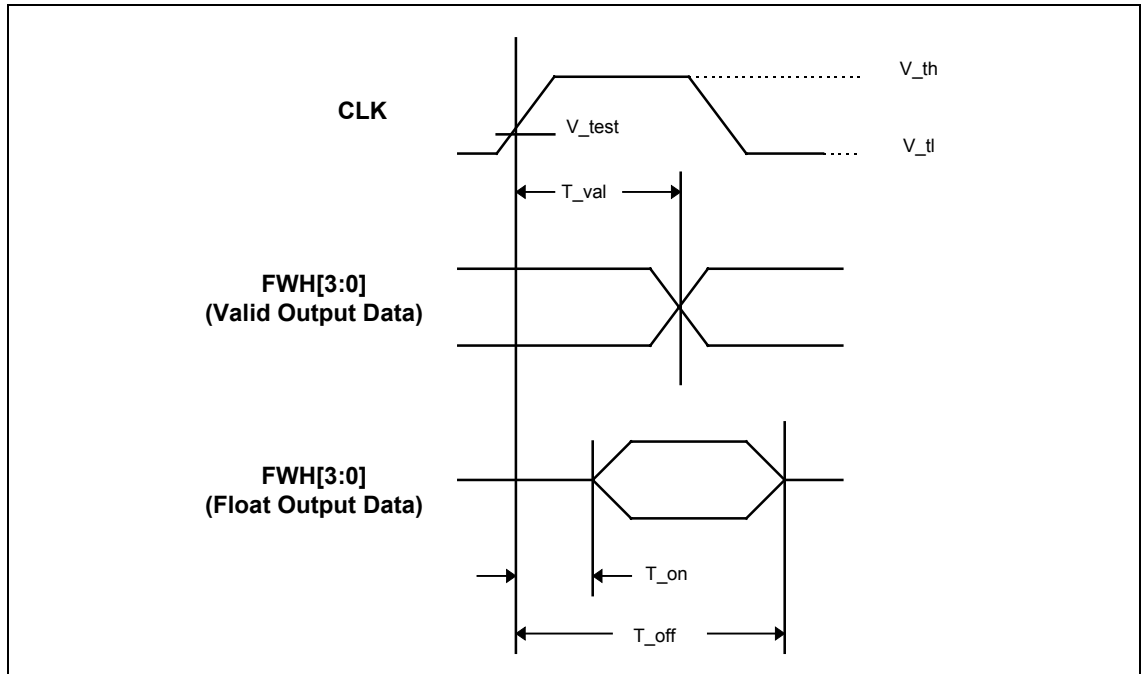 V_th
CLK
V_test
V_tl
T_val
FWH[3:0]
(Valid Output Data)
FWH[3:0]
(Float Output Data)
T_on
T_off